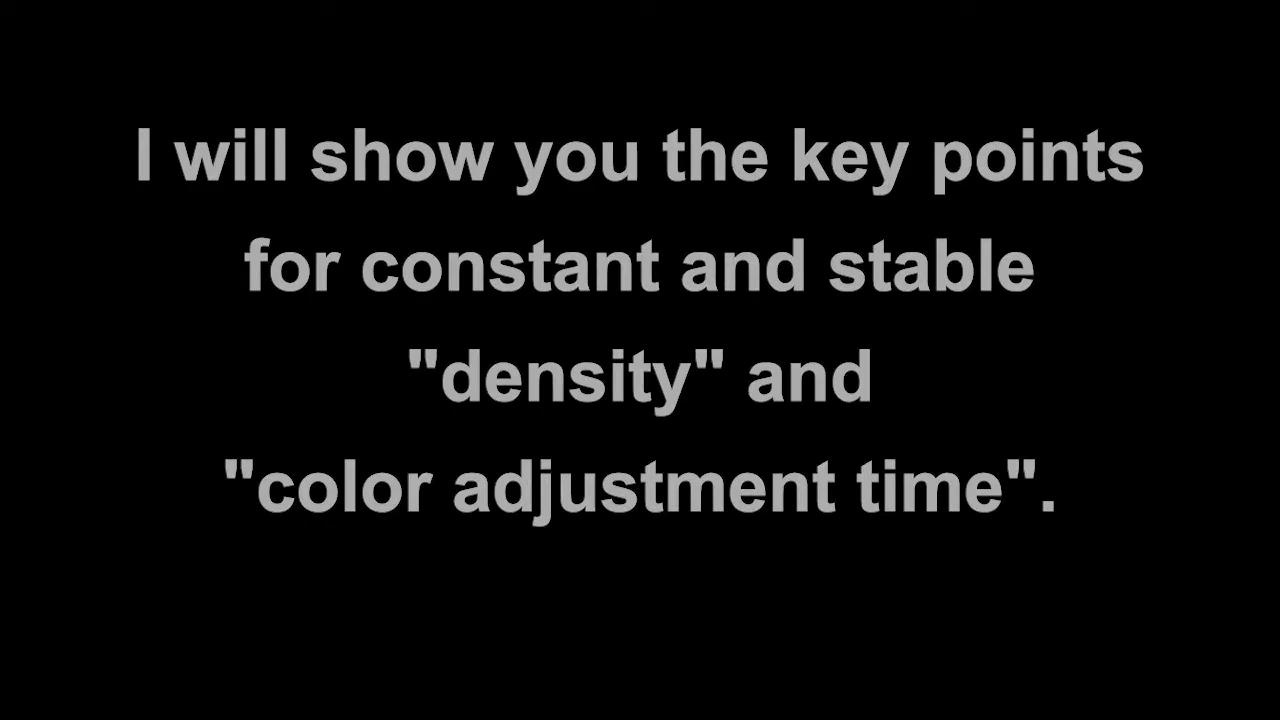 I will show you the key points
for constant and stable
"density" and
"color adjustment time".